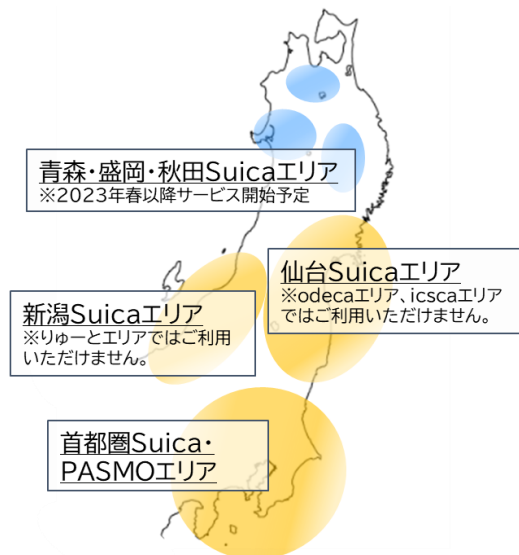 青森・盛岡・秋田Suicaエリア
※2023年春以降サービス開始予定
仙台Suicaエリア
※odecaエリア、icscaエリア
ではご利用いただけません。
新潟Suicaエリア
※りゅーとエリアではご利用
いただけません。
首都圏Suica・
PASMOエリア